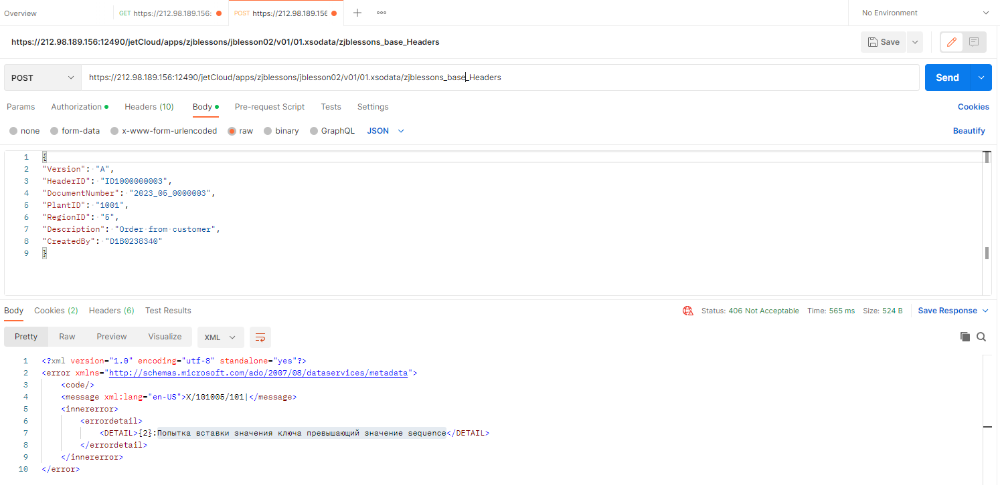 Overview
GET https://212.98.189.156:
POST https://212.98.189.156
No Environment
https://212.98.189.156:12490/jetCloud/apps/zjblessons/jblesson02/v01/01.xsodata/zjblessons_base_Headers
Save
POST
https://212.98.189.156:12490/jetCloud/apps/zjblessons/jblesson02/v01/01.xsodata/zjblessons_base_Headers
Send
Params Authorization Headers (10) Body Pre-request Script Tests Settings Cookies
none form-data x-www-form-urlencoded raw binary GraphQL JSON Beautify
1 {
2 "Version": "A",
3 "HeaderID": "ID1000000003",
4 "DocumentNumber": "2023_05_0000003",
5 "PlantID": "1001",
6 "RegionID": "5",
7 "Description": "Order from customer",
8 "CreatedBy": "D1B0238340"
9 }
Body Cookies (2) Headers (6) Test Results Status: 406 Not Acceptable Time: 565 ms Size: 524 B Save Response
Pretty Raw Preview Visualize XML
1 <?xml version="1.0" encoding="utf-8" standalone="yes"?>
2 <error xmlns="http://schemas.microsoft.com/ado/2007/08/dataservices/metadata">
3 <code/>
4 <message xml:lang="en-US">X/101005/101|</message>
5 <innererror>
6 <errordetail>
7 <DETAIL>{2}:Попытка вставки значения ключа превышающий значение sequence</DETAIL>
8 </errordetail>
9 </innererror>
10 </error>